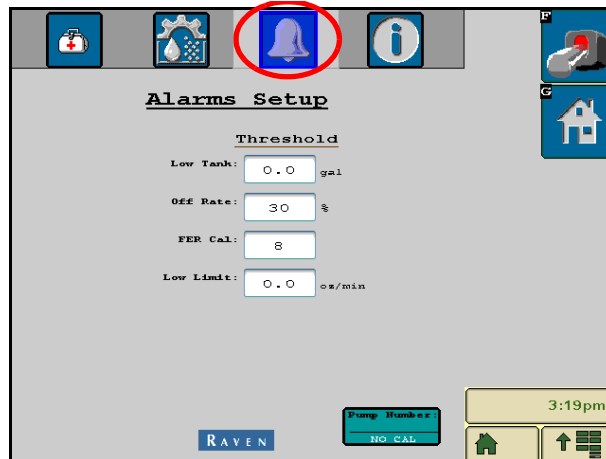 F
G
Alarms Setup
Threshold
Low Tank: 0.0 gal
Off Rate: 30 %
FER Cal: 8
Low Limit: 0.0 oz/min
Pump Number:
NO CAL
RAVEN
3:19pm